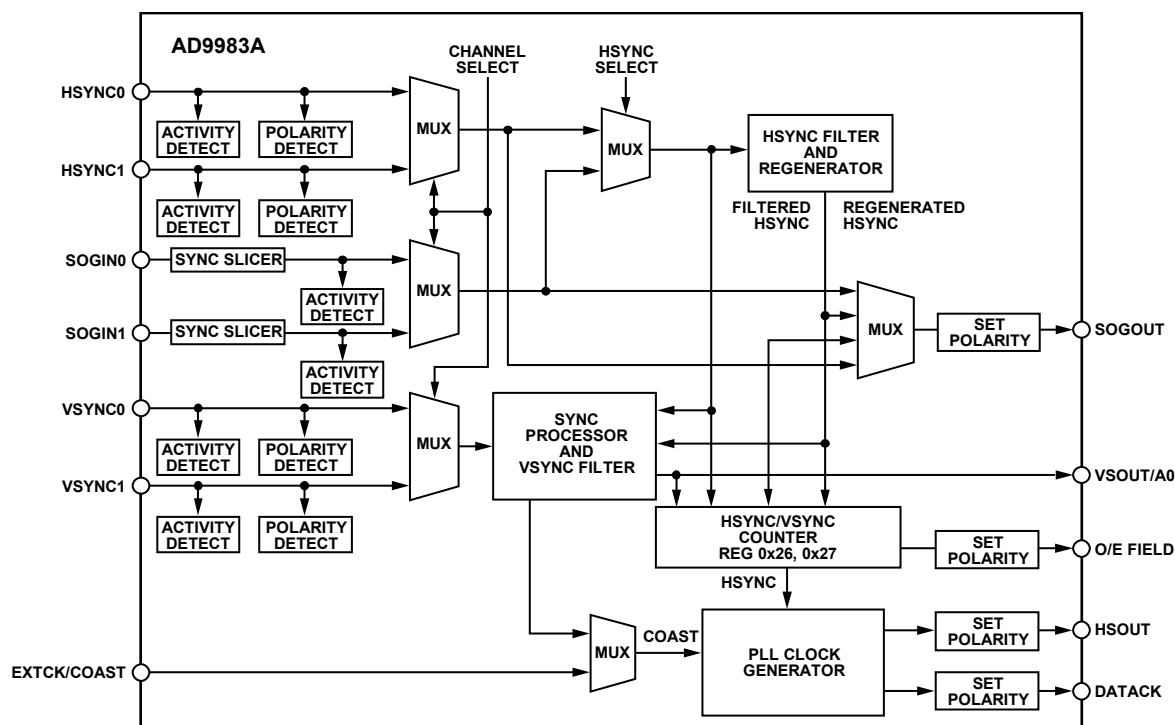 AD9983A
CHANNEL
SELECT
HSYNC
SELECT
HSYNC0
ACTIVITY
DETECT
POLARITY
DETECT
MUX
MUX
HSYNC FILTER
AND
REGENERATOR
HSYNC1
ACTIVITY
DETECT
POLARITY
DETECT
FILTERED
HSYNC
REGENERATED
HSYNC
SOGIN0
SYNC SLICER
ACTIVITY
DETECT
MUX
SOGIN1
SYNC SLICER
ACTIVITY
DETECT
MUX
SET
POLARITY
SOGOUT
VSYNC0
ACTIVITY
DETECT
POLARITY
DETECT
MUX
SYNC
PROCESSOR
AND
VSYNC FILTER
VSYNC1
ACTIVITY
DETECT
POLARITY
DETECT
VSOUT/A0
HSYNC/VSYNC
COUNTER
REG 0x26, 0x27
SET
POLARITY
O/E FIELD
HSYNC
EXTCK/COAST
MUX
COAST
PLL CLOCK
GENERATOR
SET
POLARITY
HSOUT
SET
POLARITY
DATACK